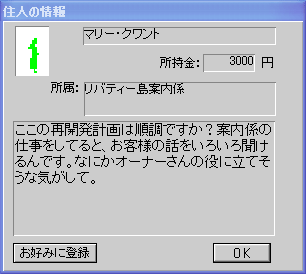 住人の情報
マリー・クワント
所持金: 3000 円
所属: リバティー島案内係
ここの再開発計画は順調ですか？案内係の
仕事をしてると、お客様の話をいろいろ聞け
るんです。なにかオーナーさんの役に立てそ
うな気がして。
お好みに登録 OK